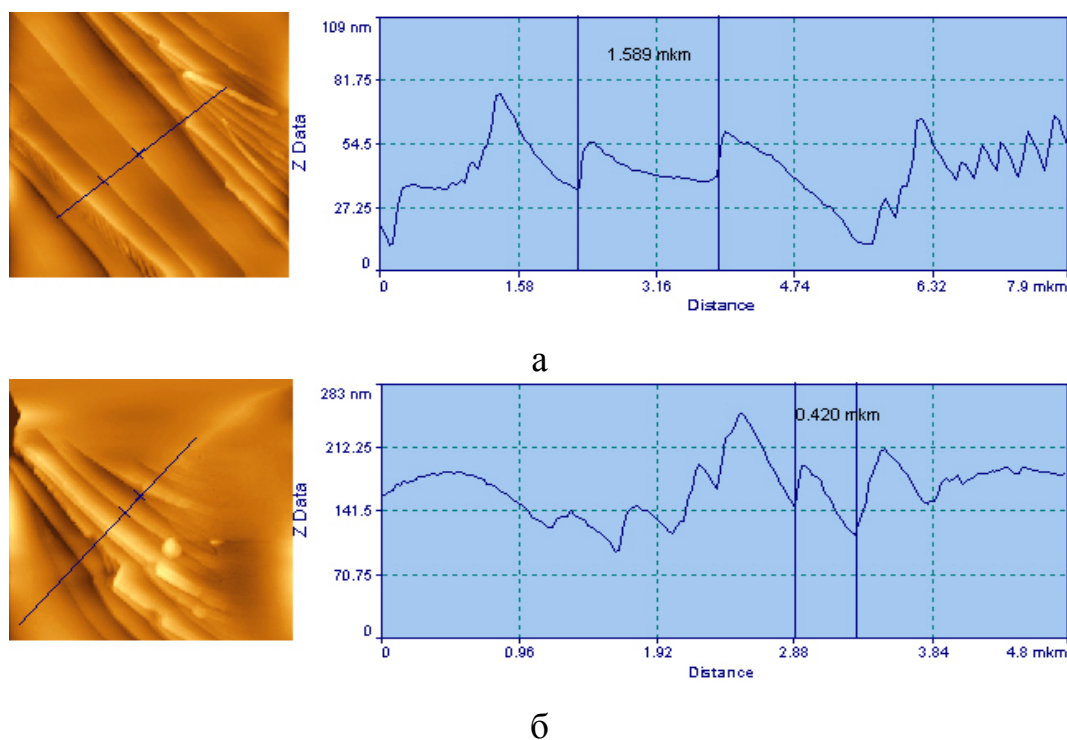 109 nm
1.589 mkm
81.75
Z Data
54.5
27.25
0
0 1.58 3.16 4.74 6.32 7.9 mkm
Distance
а
283 nm
0.420 mkm
212.25
Z Data
141.5
70.75
0
0 0.96 1.92 2.88 3.84 4.8 mkm
Distance
б